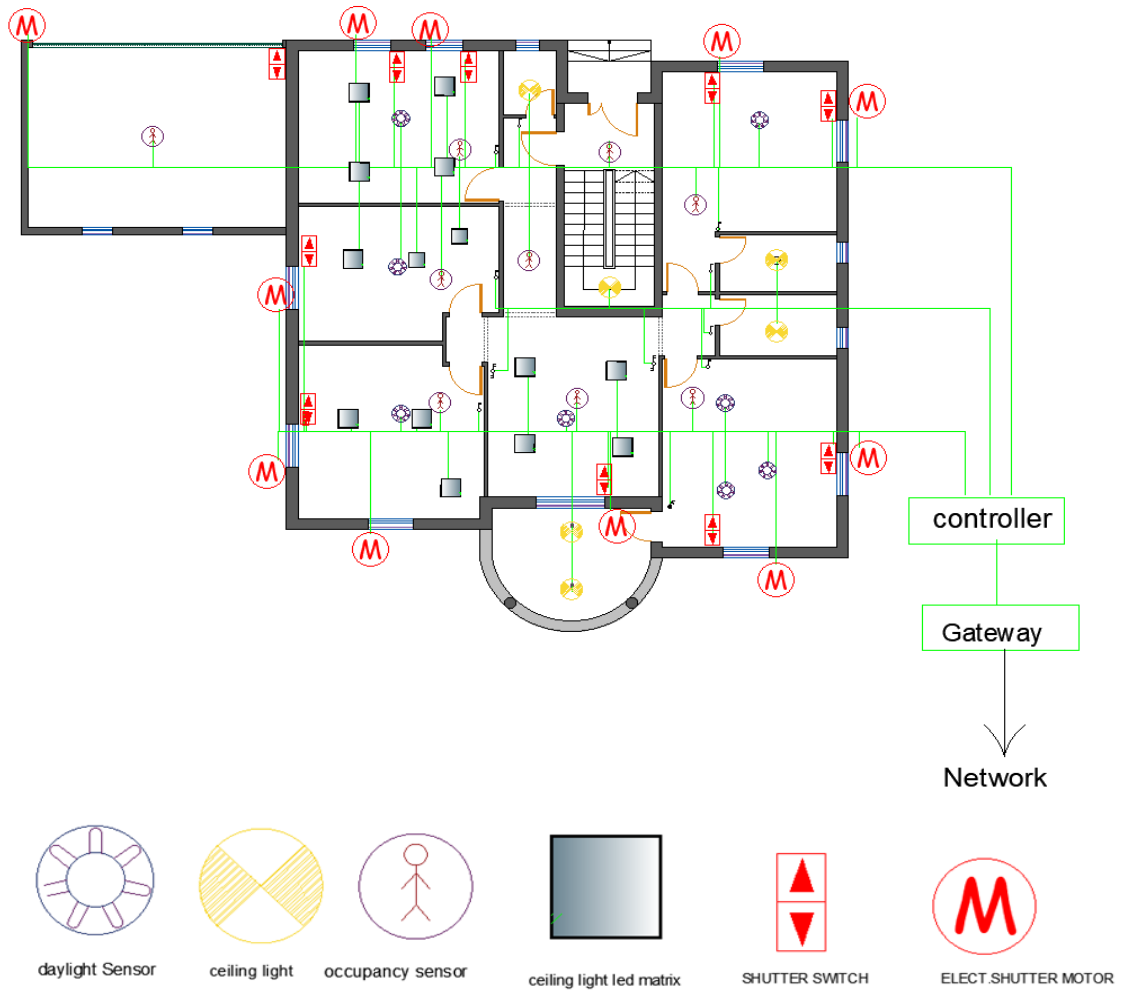 controller
Gateway
Network
daylight Sensor
ceiling light
occupancy sensor
ceiling light led matrix
SHUTTER SWITCH
ELECT.SHUTTER MOTOR
M
M
M
M
M
M
M
M
M
M
M
M